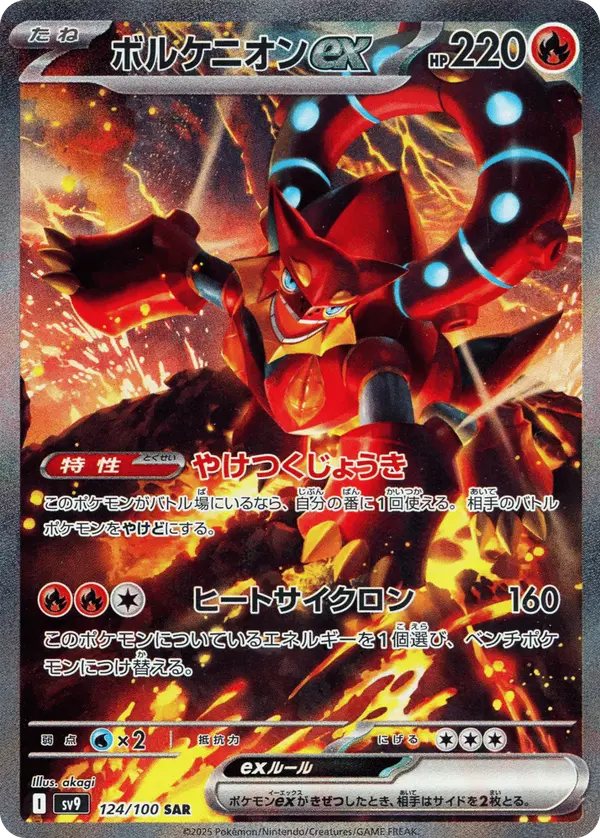 たね ボルケニオンex HP220
特性 とくせい やけつくじょうき
このポケモンがバトル場にいるなら、自分の番に1回使える。相手のバトル
ポケモンをやけどにする。
ヒートサイクロン 160
このポケモンについているエネルギーを1個選び、ベンチポケ
モンにつけ替える。
弱点 ×2 抵抗力 にげる
Illus. akagi
exルール
ポケモンexがきぜつしたとき、相手はサイドを2枚とる。
I sv9 124/100 SAR
©2025 Pokémon/Nintendo/Creatures/GAME FREAK.